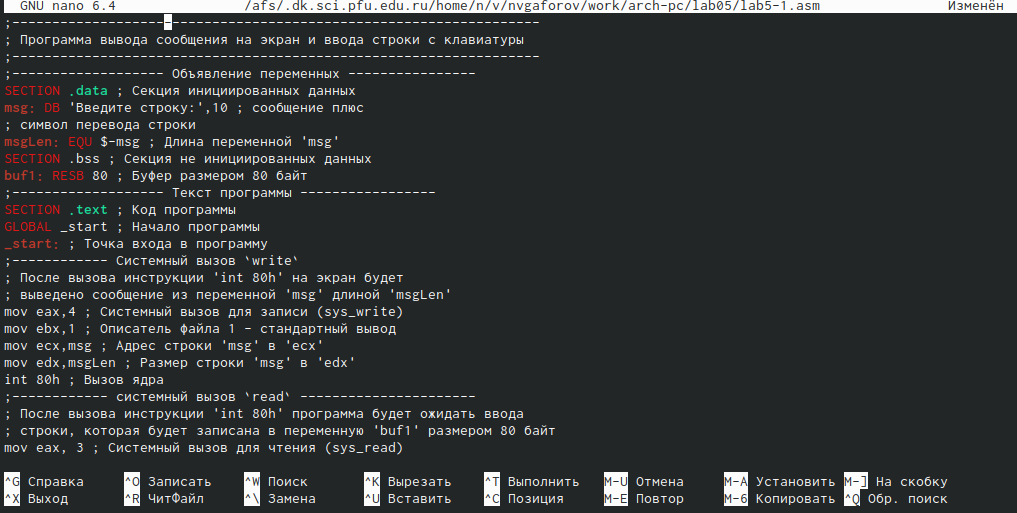 GNU nano 6.4 /afs/.dk.sci.pfu.edu.ru/home/n/v/nvgaforov/work/arch-pc/lab05/lab5-1.asm Изменён
;------------------------------------------------------------------
; Программа вывода сообщения на экран и ввода строки с клавиатуры
;------------------------------------------------------------------
;------------------- Объявление переменных ----------------
SECTION .data ; Секция инициированных данных
msg: DB 'Введите строку:',10 ; сообщение плюс
; символ перевода строки
msgLen: EQU $-msg ; Длина переменной 'msg'
SECTION .bss ; Секция не инициированных данных
buf1: RESB 80 ; Буфер размером 80 байт
;------------------- Текст программы -----------------
SECTION .text ; Код программы
GLOBAL _start ; Начало программы
_start: ; Точка входа в программу
;------------ Системный вызов `write`
; После вызова инструкции 'int 80h' на экран будет
; выведено сообщение из переменной 'msg' длиной 'msgLen'
mov eax,4 ; Системный вызов для записи (sys_write)
mov ebx,1 ; Описатель файла 1 - стандартный вывод
mov ecx,msg ; Адрес строки 'msg' в 'ecx'
mov edx,msgLen ; Размер строки 'msg' в 'edx'
int 80h ; Вызов ядра
;------------ системный вызов `read` ----------------------
; После вызова инструкции 'int 80h' программа будет ожидать ввода
; строки, которая будет записана в переменную 'buf1' размером 80 байт
mov eax, 3 ; Системный вызов для чтения (sys_read)
^G Справка ^O Записать ^W Поиск ^K Вырезать ^T Выполнить M-U Отмена M-A Установить M-] На скобку
^X Выход ^R ЧитФайл ^\ Замена ^U Вставить ^C Позиция M-E Повтор M-6 Копировать ^Q Обр. поиск